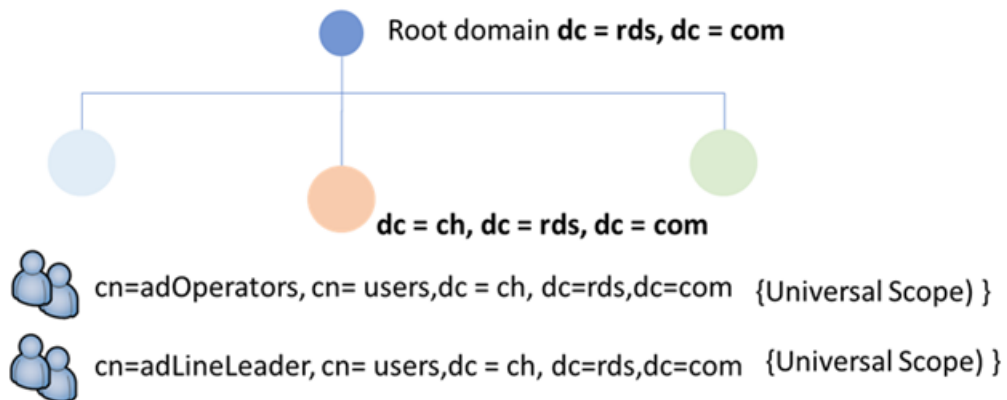 Root domain dc = rds, dc = com
dc = ch, dc = rds, dc = com
cn=adOperators, cn= users,dc = ch, dc=rds,dc=com {Universal Scope) }
cn=adLineLeader, cn= users,dc = ch, dc=rds,dc=com {Universal Scope) }